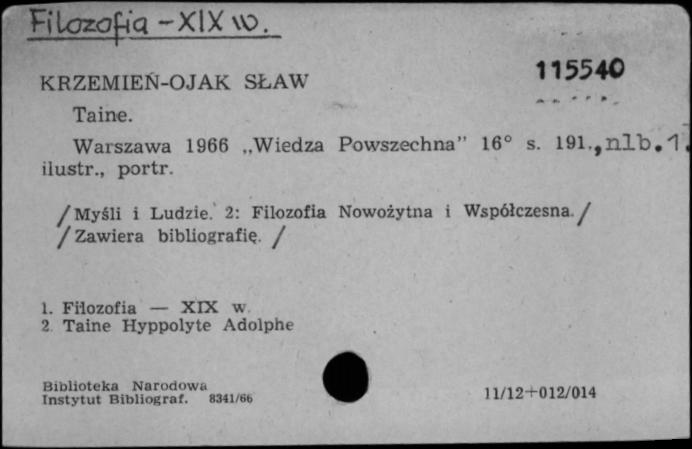 Filozofia - XIX w.
115540
KRZEMIEŃ-OJAK SŁAW
Taine.
Warszawa 1966 „Wiedza Powszechna” 16° s. 191., nlb. 1.
ilustr., portr.
/Myśli i Ludzie. 2: Filozofia Nowożytna i Współczesna./
/Zawiera bibliografię. /
1. Filozofia — XIX w.
2. Taine Hyppolyte Adolphe
Biblioteka Narodowa
Instytut Bibliograf. 8341/66
11/12+012/014